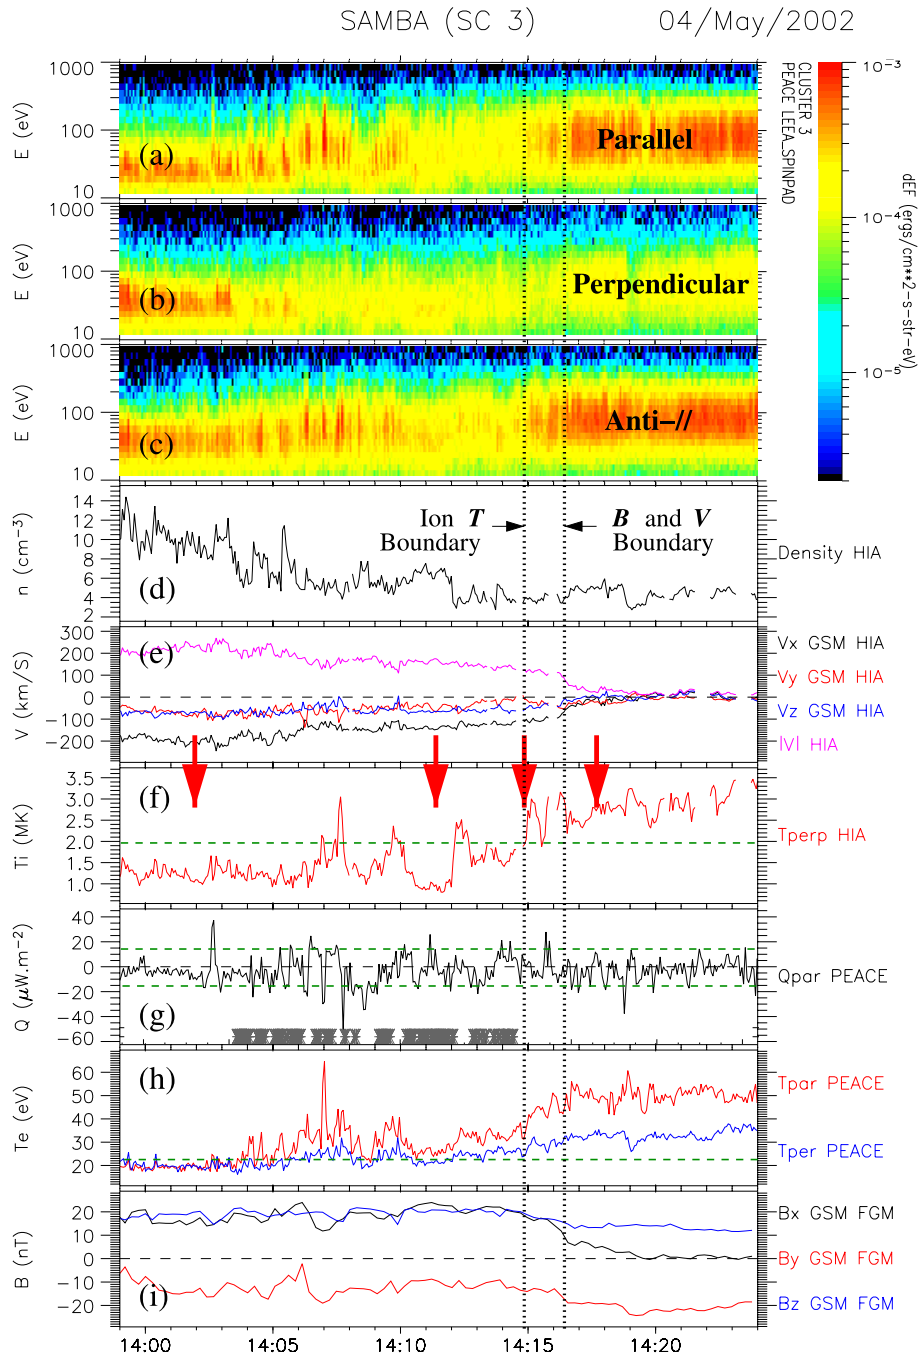 SAMBA (SC 3) 04/May/2002
1000
100
10
E (eV)
(a)
Parallel
CLUSTER 3
PEACE LEEA_SPINPAD
10⁻³
10⁻⁴
10⁻⁵
dEF (ergs/cm**2-s-str-eV)
1000
100
10
E (eV)
(b)
Perpendicular
1000
100
10
E (eV)
(c)
Anti-//
14
12
10
8
6
4
2
n (cm⁻³)
(d)
Ion T
Boundary
B and V
Boundary
Density HIA
300
200
100
0
-100
-200
V (km/S)
(e)
Vx GSM HIA
Vy GSM HIA
Vz GSM HIA
|V| HIA
3.5
3.0
2.5
2.0
1.5
1.0
Ti (MK)
(f)
Tperp HIA
40
20
0
-20
-40
-60
Q (μW.m⁻²)
(g)
Qpar PEACE
60
50
40
30
20
Te (eV)
(h)
Tpar PEACE
Tper PEACE
20
10
0
-10
-20
B (nT)
(i)
Bx GSM FGM
By GSM FGM
Bz GSM FGM
14:00 14:05 14:10 14:15 14:20